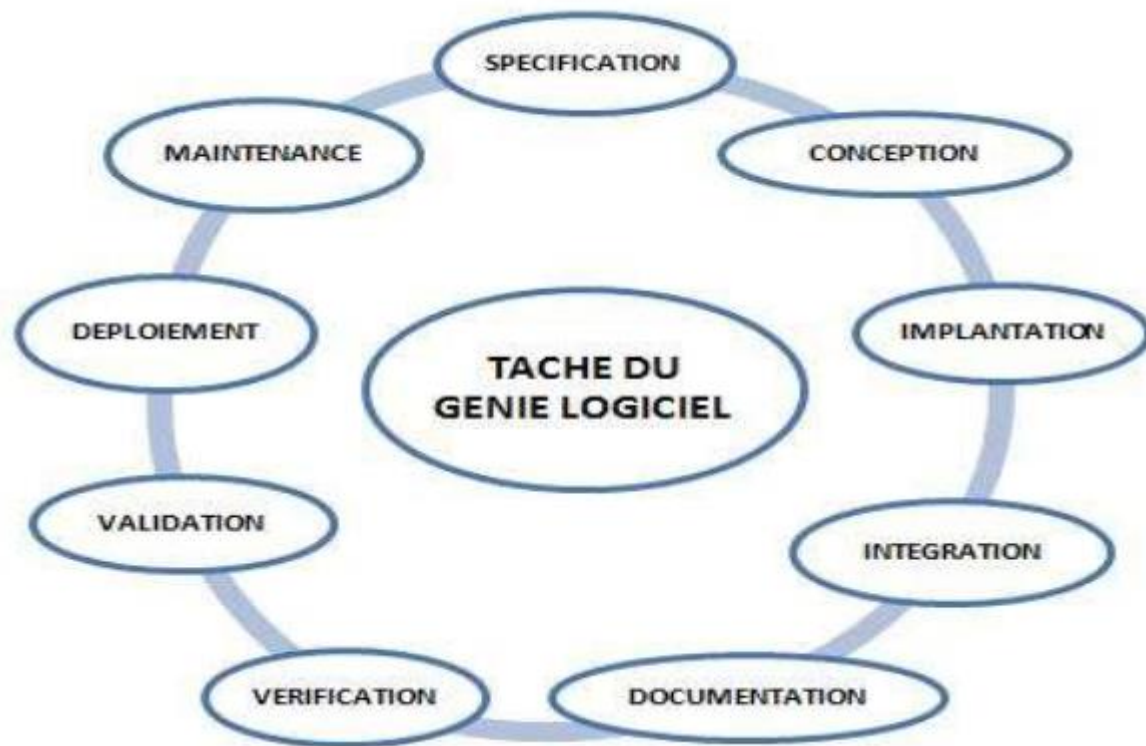 SPECIFICATION
CONCEPTION
IMPLANTATION
INTEGRATION
DOCUMENTATION
VERIFICATION
VALIDATION
DEPLOIEMENT
MAINTENANCE
TACHE DU
GENIE LOGICIEL